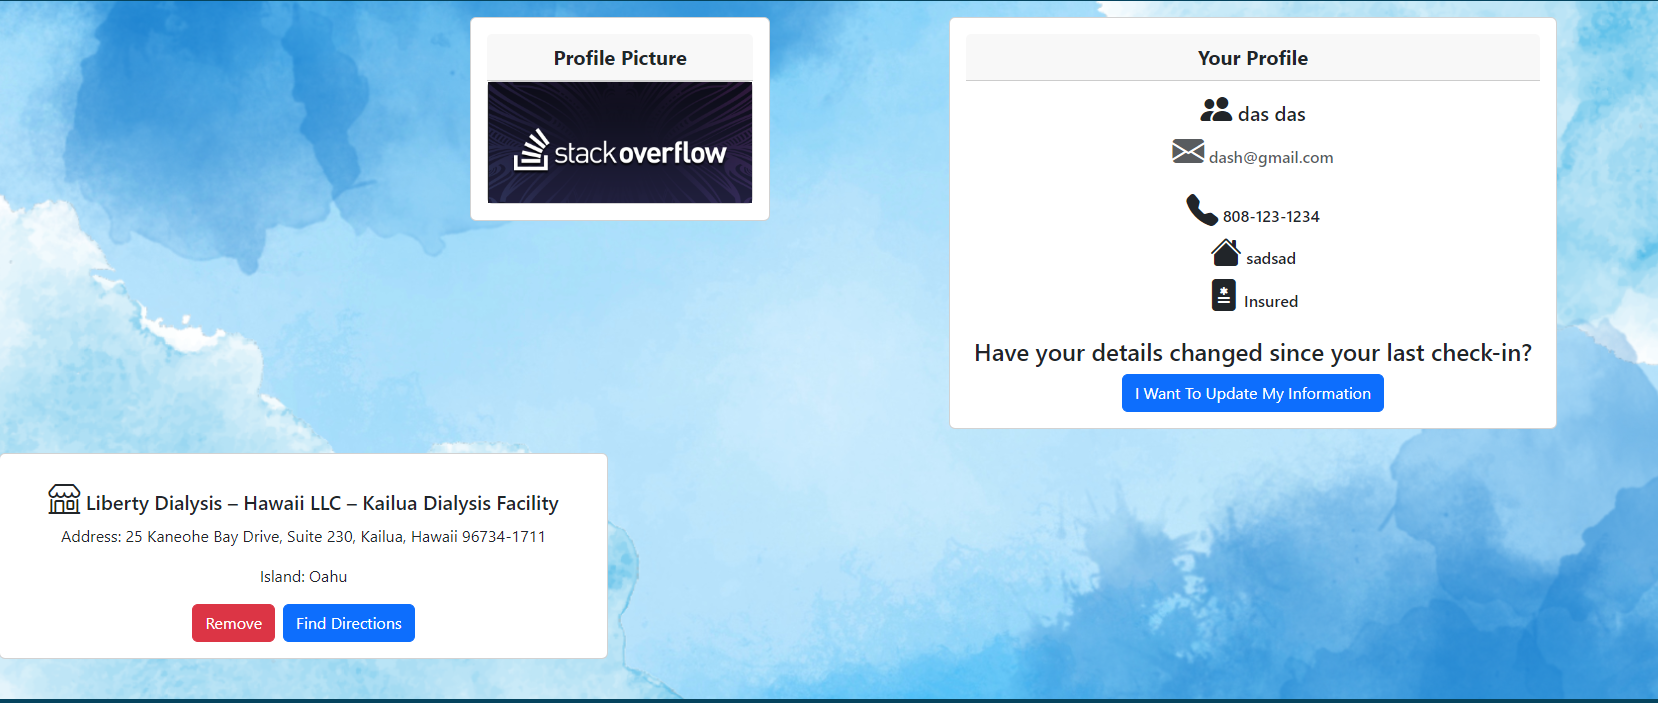 Profile Picture
stackoverflow
Your Profile
das das
dash@gmail.com
808-123-1234
sadsad
Insured
Have your details changed since your last check-in?
I Want To Update My Information
Liberty Dialysis – Hawaii LLC – Kailua Dialysis Facility
Address: 25 Kaneohe Bay Drive, Suite 230, Kailua, Hawaii 96734-1711
Island: Oahu
Remove
Find Directions